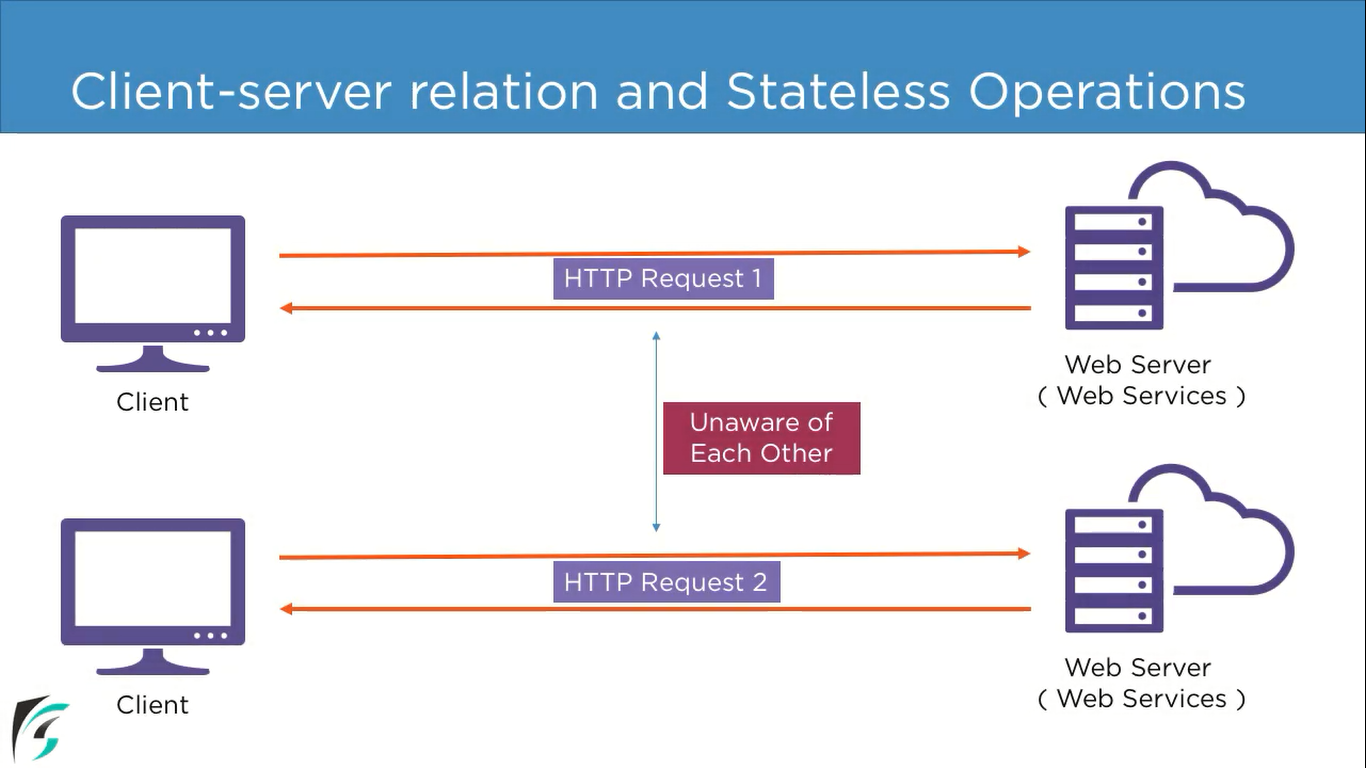 Client-server relation and Stateless Operations
HTTP Request 1
Client
Web Server
( Web Services )
Unaware of
Each Other
HTTP Request 2
Client
Web Server
( Web Services )